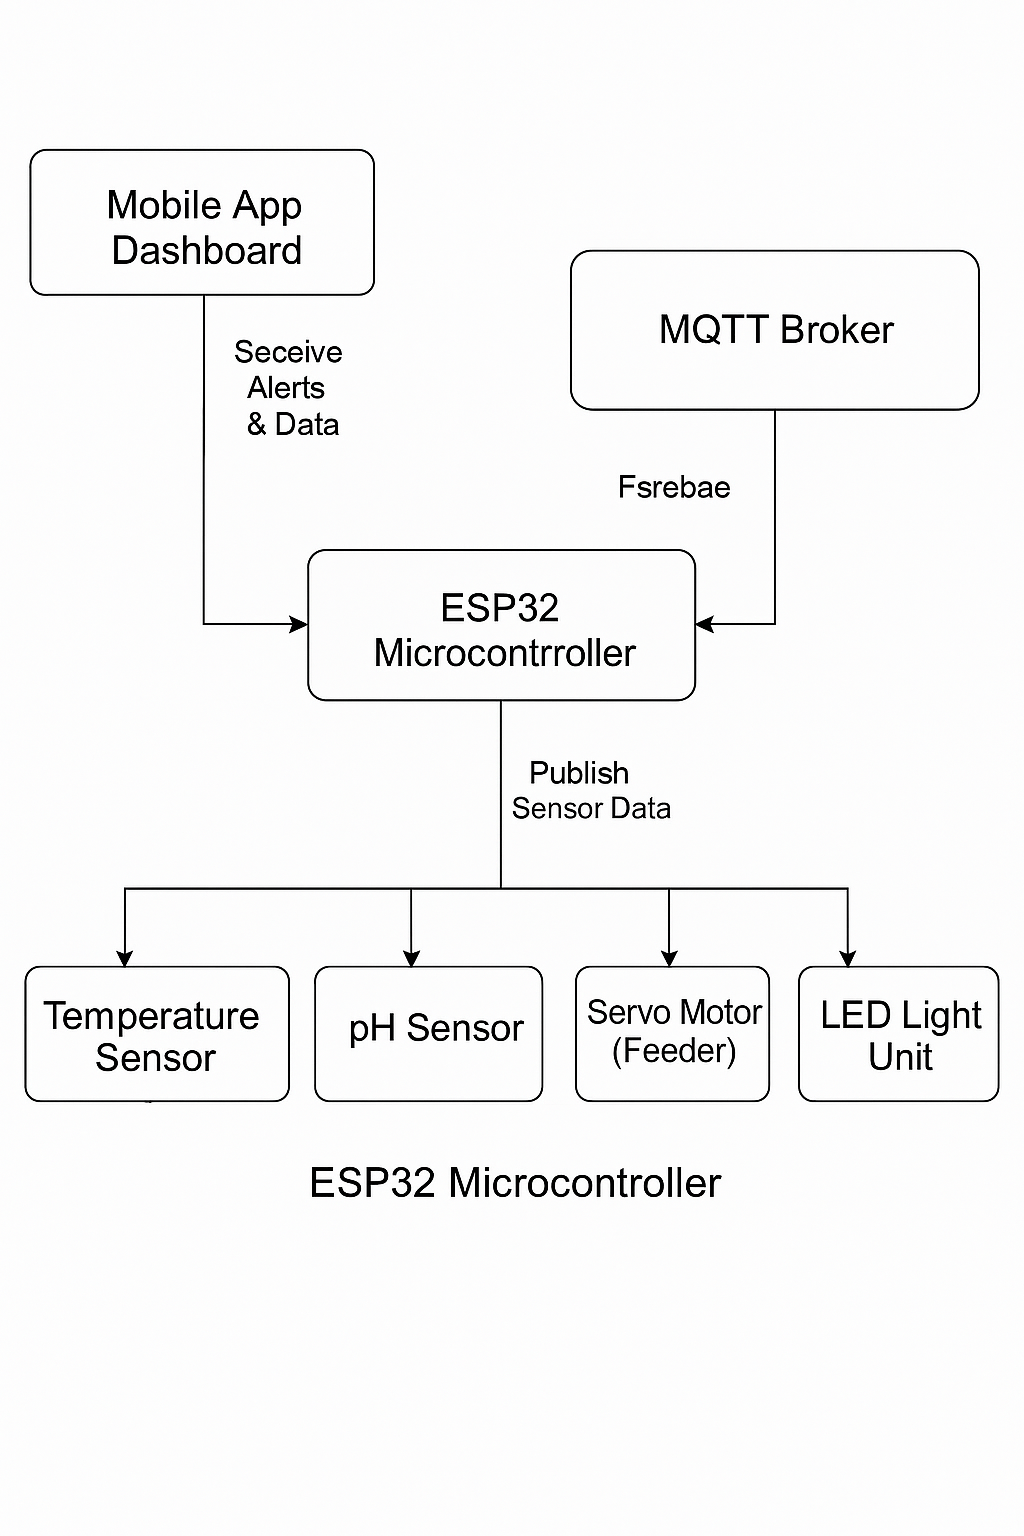 Mobile App
Dashboard
MQTT Broker
Seceive
Alerts
& Data
Fsrebae
ESP32
Microcontrroller
Publish
Sensor Data
Temperature
Sensor
pH Sensor
Servo Motor
(Feeder)
LED Light
Unit
ESP32 Microcontroller